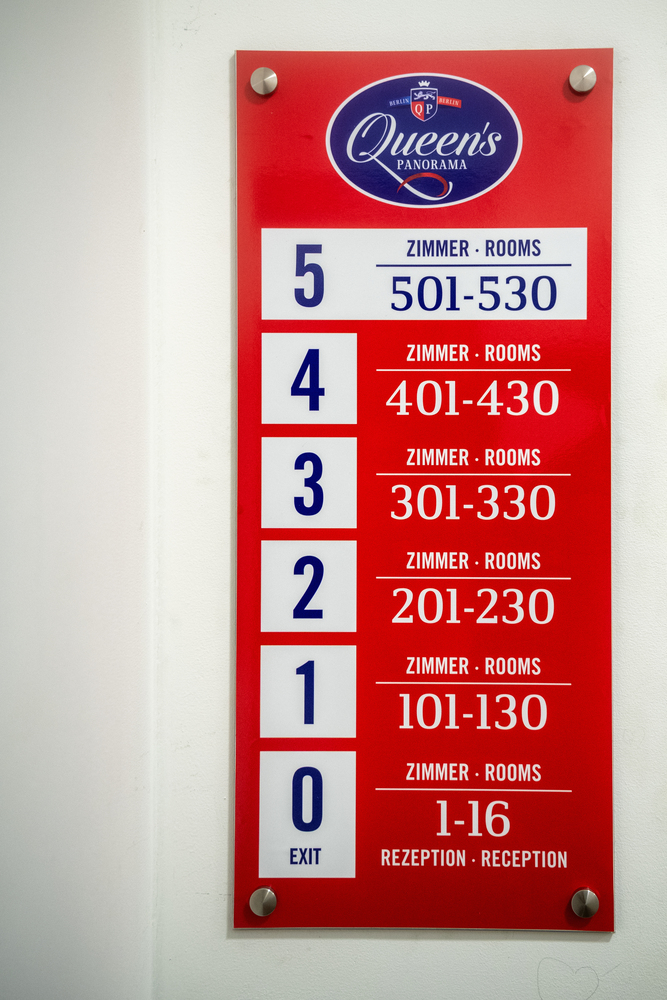 BERLIN QP BERLIN
Queen's
PANORAMA
5
ZIMMER · ROOMS
501-530
4
ZIMMER · ROOMS
401-430
3
ZIMMER · ROOMS
301-330
2
ZIMMER · ROOMS
201-230
1
ZIMMER · ROOMS
101-130
0
EXIT
ZIMMER · ROOMS
1-16
REZEPTION · RECEPTION